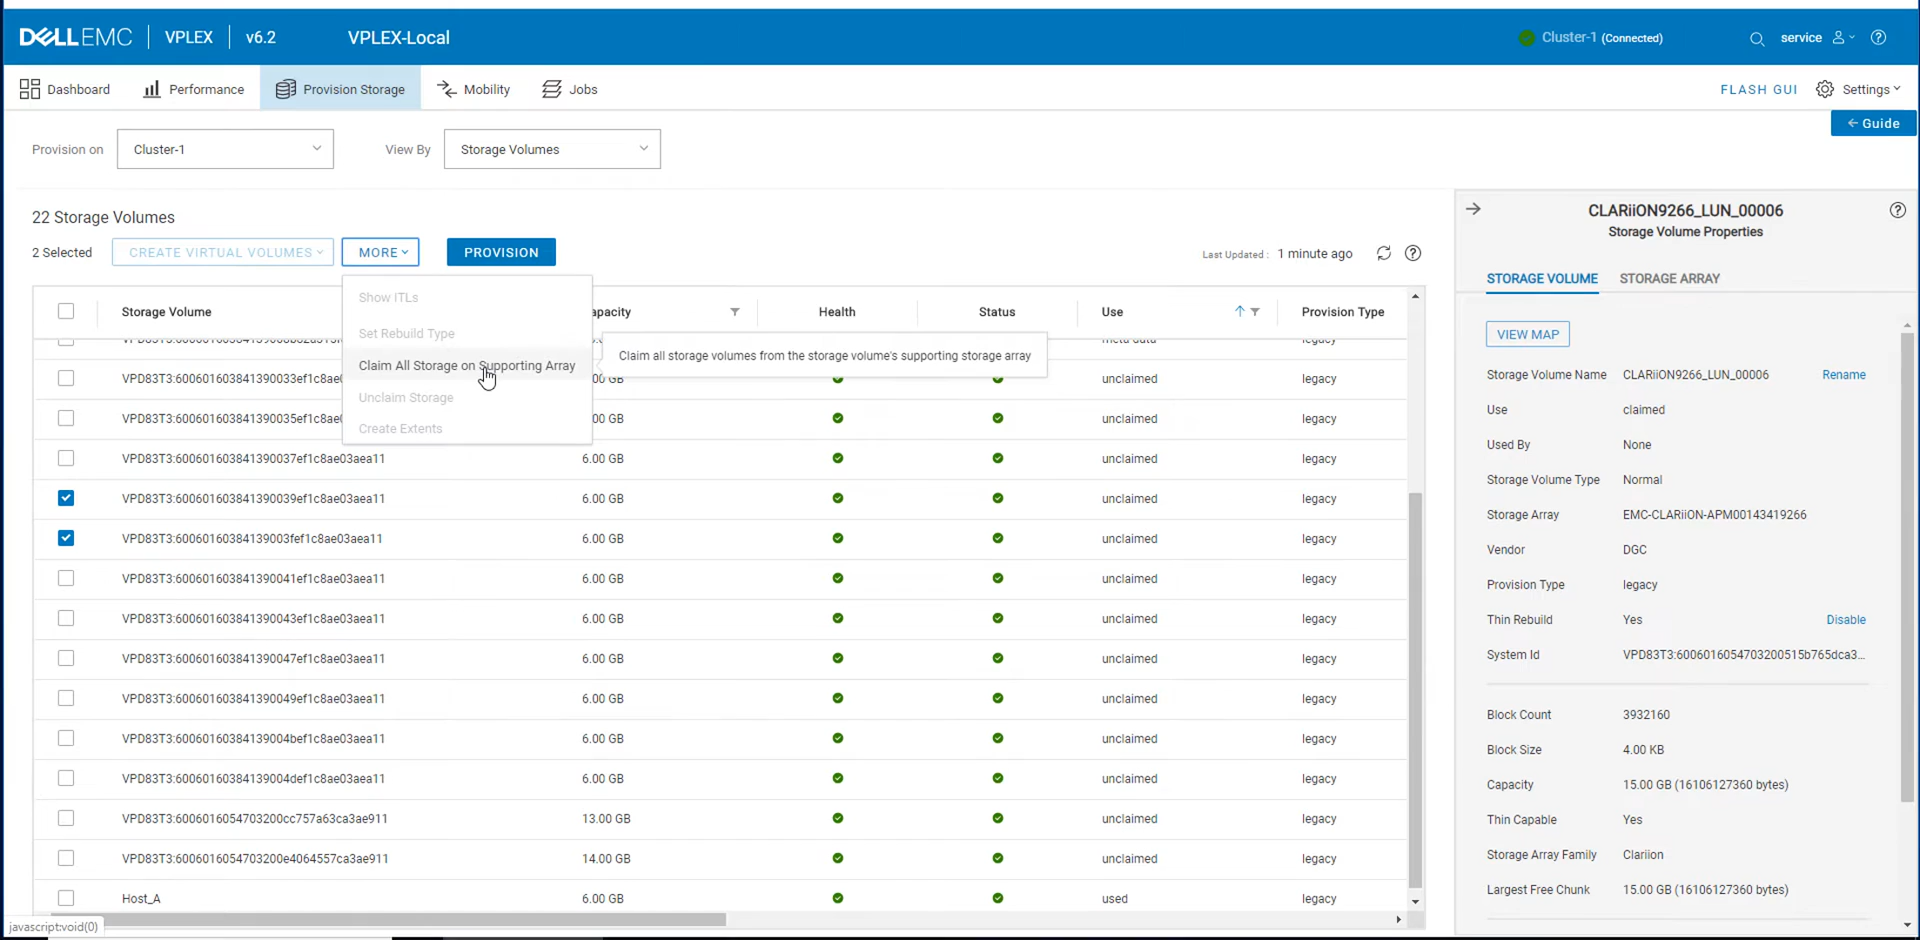 DELLEMC VPLEX v6.2 VPLEX-Local Cluster-1 (Connected) service
Dashboard Performance Provision Storage Mobility Jobs FLASH GUI Settings
← Guide
Provision on Cluster-1 View By Storage Volumes
22 Storage Volumes
2 Selected CREATE VIRTUAL VOLUMES MORE PROVISION Last Updated : 1 minute ago
Show ITLs
Set Rebuild Type
Claim All Storage on Supporting Array
Unclaim Storage
Create Extents
Claim all storage volumes from the storage volume's supporting storage array
Storage Volume apacity Health Status Use Provision Type
VPD83T3:600601603841390033ef1c8ae0 unclaimed legacy
VPD83T3:600601603841390035ef1c8ae0 00 GB unclaimed legacy
VPD83T3:600601603841390037ef1c8ae03aea11 6.00 GB unclaimed legacy
VPD83T3:600601603841390039ef1c8ae03aea11 6.00 GB unclaimed legacy
VPD83T3:60060160384139003fef1c8ae03aea11 6.00 GB unclaimed legacy
VPD83T3:600601603841390041ef1c8ae03aea11 6.00 GB unclaimed legacy
VPD83T3:600601603841390043ef1c8ae03aea11 6.00 GB unclaimed legacy
VPD83T3:600601603841390047ef1c8ae03aea11 6.00 GB unclaimed legacy
VPD83T3:600601603841390049ef1c8ae03aea11 6.00 GB unclaimed legacy
VPD83T3:60060160384139004bef1c8ae03aea11 6.00 GB unclaimed legacy
VPD83T3:60060160384139004def1c8ae03aea11 6.00 GB unclaimed legacy
VPD83T3:6006016054703200cc757a63ca3ae911 13.00 GB unclaimed legacy
VPD83T3:6006016054703200e4064557ca3ae911 14.00 GB unclaimed legacy
Host_A 6.00 GB used legacy
javascript:void(0)
CLARiiON9266_LUN_00006
Storage Volume Properties
STORAGE VOLUME STORAGE ARRAY
VIEW MAP
Storage Volume Name CLARiiON9266_LUN_00006 Rename
Use claimed
Used By None
Storage Volume Type Normal
Storage Array EMC-CLARiiON-APM00143419266
Vendor DGC
Provision Type legacy
Thin Rebuild Yes Disable
System Id VPD83T3:6006016054703200515b765dca3...
Block Count 3932160
Block Size 4.00 KB
Capacity 15.00 GB (16106127360 bytes)
Thin Capable Yes
Storage Array Family Clariion
Largest Free Chunk 15.00 GB (16106127360 bytes)